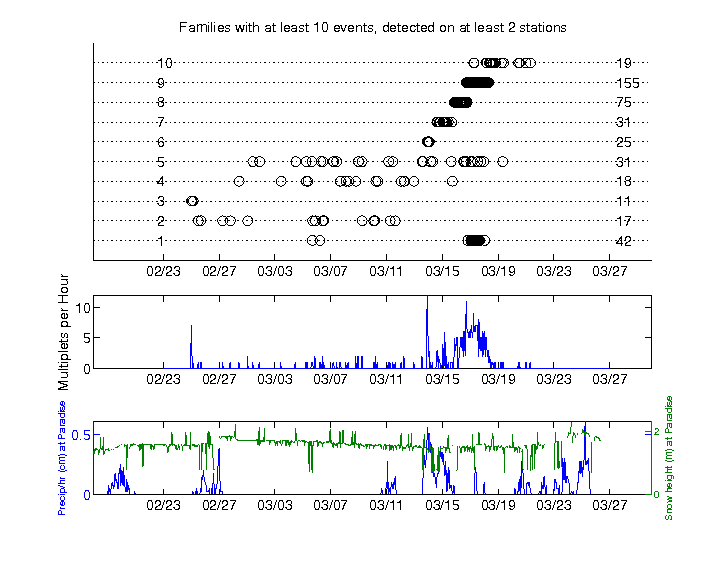 Families with at least 10 events, detected on at least 2 stations
10 19
9 155
8 75
7 31
6 25
5 31
4 18
3 11
2 17
1 42
02/23 02/27 03/03 03/07 03/11 03/15 03/19 03/23 03/27
Multiplets per Hour
10
5
0
02/23 02/27 03/03 03/07 03/11 03/15 03/19 03/23 03/27
Precip/hr (cm) at Paradise
0.5
0
2
0
Snow height (m) at Paradise
02/23 02/27 03/03 03/07 03/11 03/15 03/19 03/23 03/27